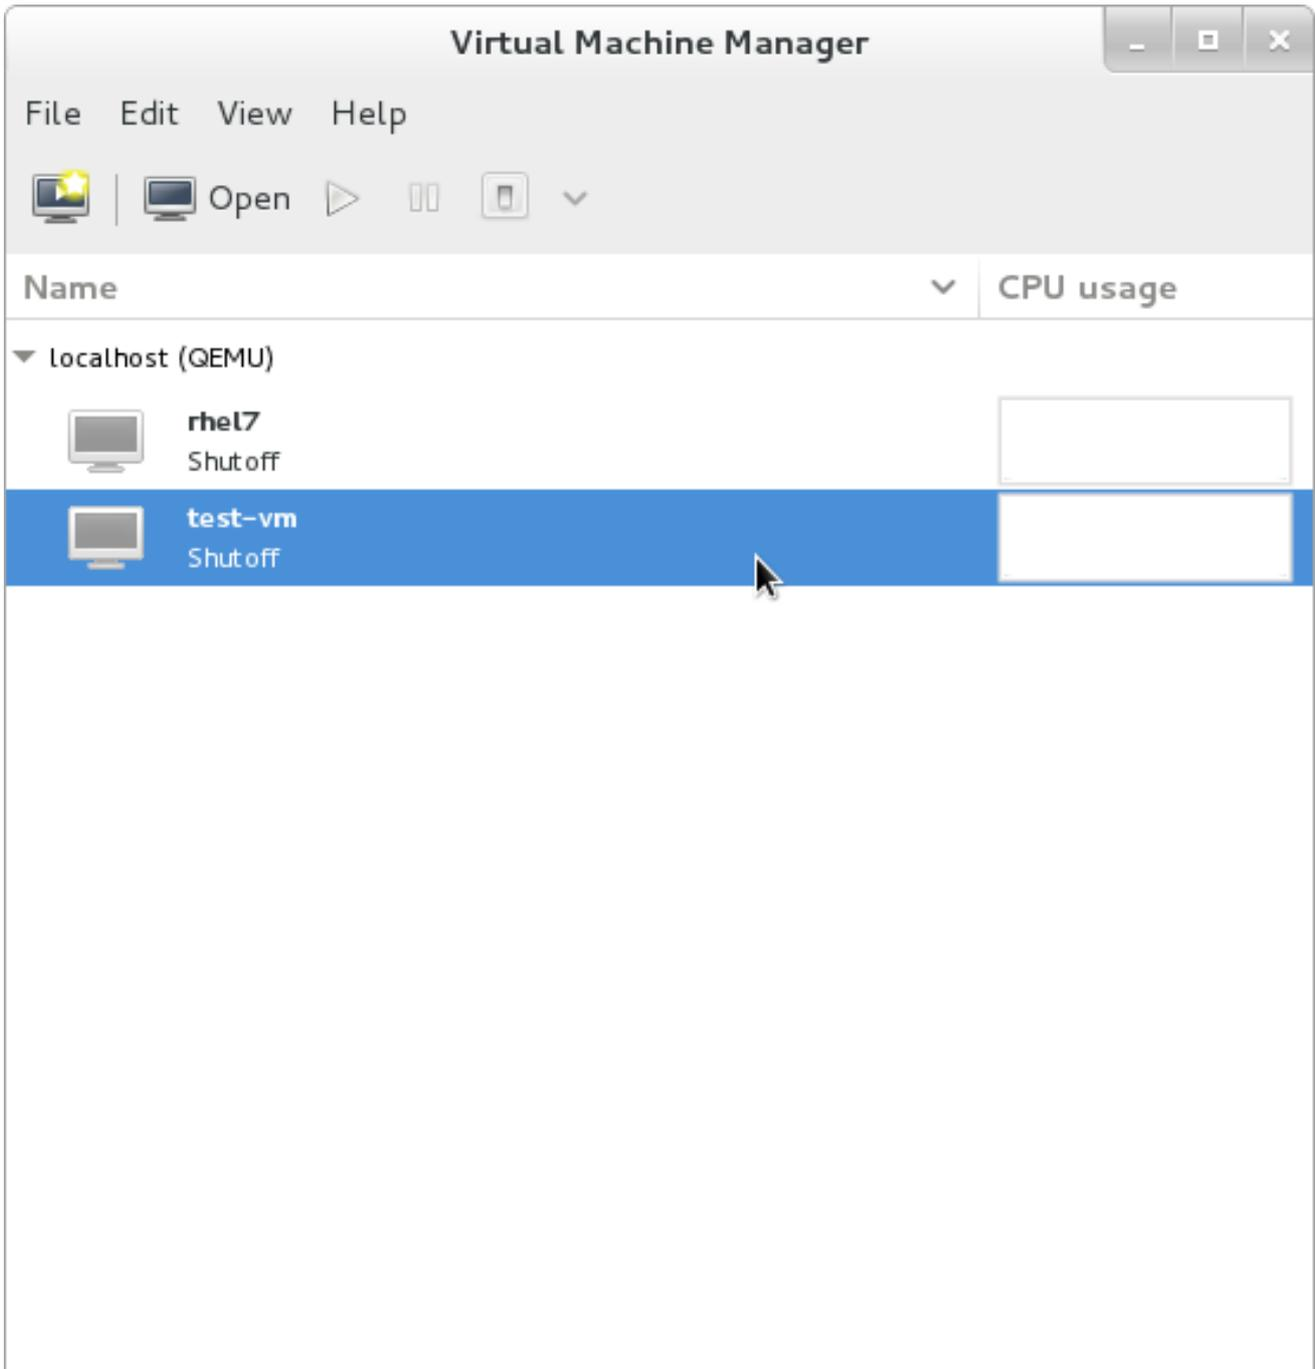 Virtual Machine Manager
File Edit View Help
Open
Name CPU usage
localhost (QEMU)
rhel7
Shutoff
test-vm
Shutoff